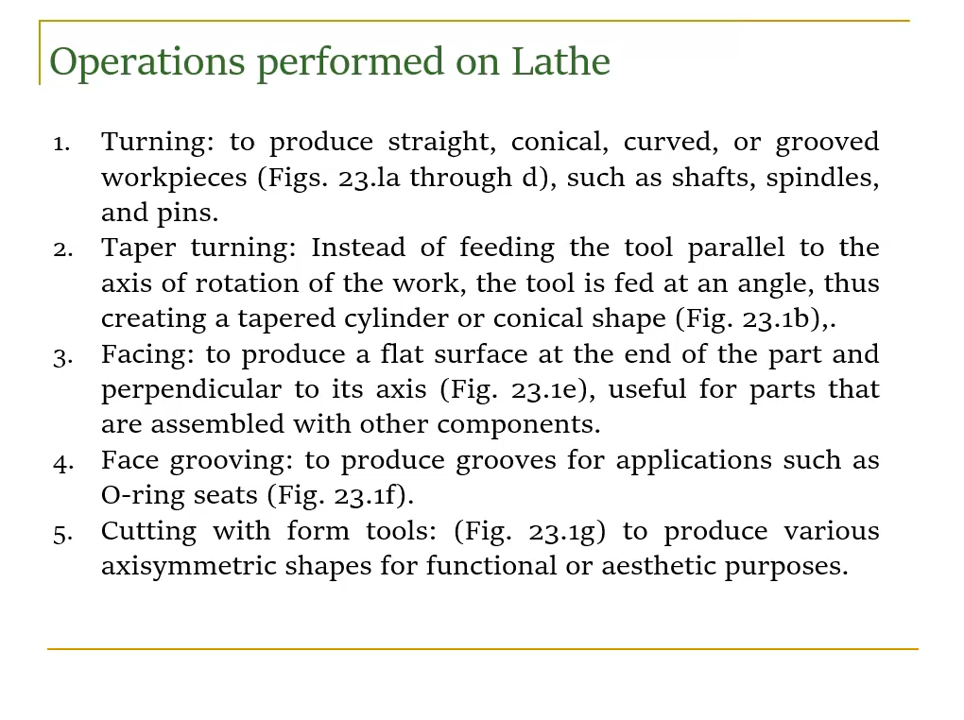 Operations performed on Lathe
1. Turning: to produce straight, conical, curved, or grooved
workpieces (Figs. 23.la through d), such as shafts, spindles,
and pins.
2. Taper turning: Instead of feeding the tool parallel to the
axis of rotation of the work, the tool is fed at an angle, thus
creating a tapered cylinder or conical shape (Fig. 23.1b),.
3. Facing: to produce a flat surface at the end of the part and
perpendicular to its axis (Fig. 23.1e), useful for parts that
are assembled with other components.
4. Face grooving: to produce grooves for applications such as
O-ring seats (Fig. 23.1f).
5. Cutting with form tools: (Fig. 23.1g) to produce various
axisymmetric shapes for functional or aesthetic purposes.